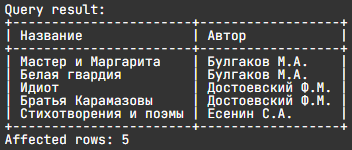 Query result:
+------------------------+------------------+
| Название               | Автор            |
+------------------------+------------------+
| Мастер и Маргарита     | Булгаков М.А.    |
| Белая гвардия          | Булгаков М.А.    |
| Идиот                  | Достоевский Ф.М. |
| Братья Карамазовы      | Достоевский Ф.М. |
| Стихотворения и поэмы  | Есенин С.А.      |
+------------------------+------------------+
Affected rows: 5